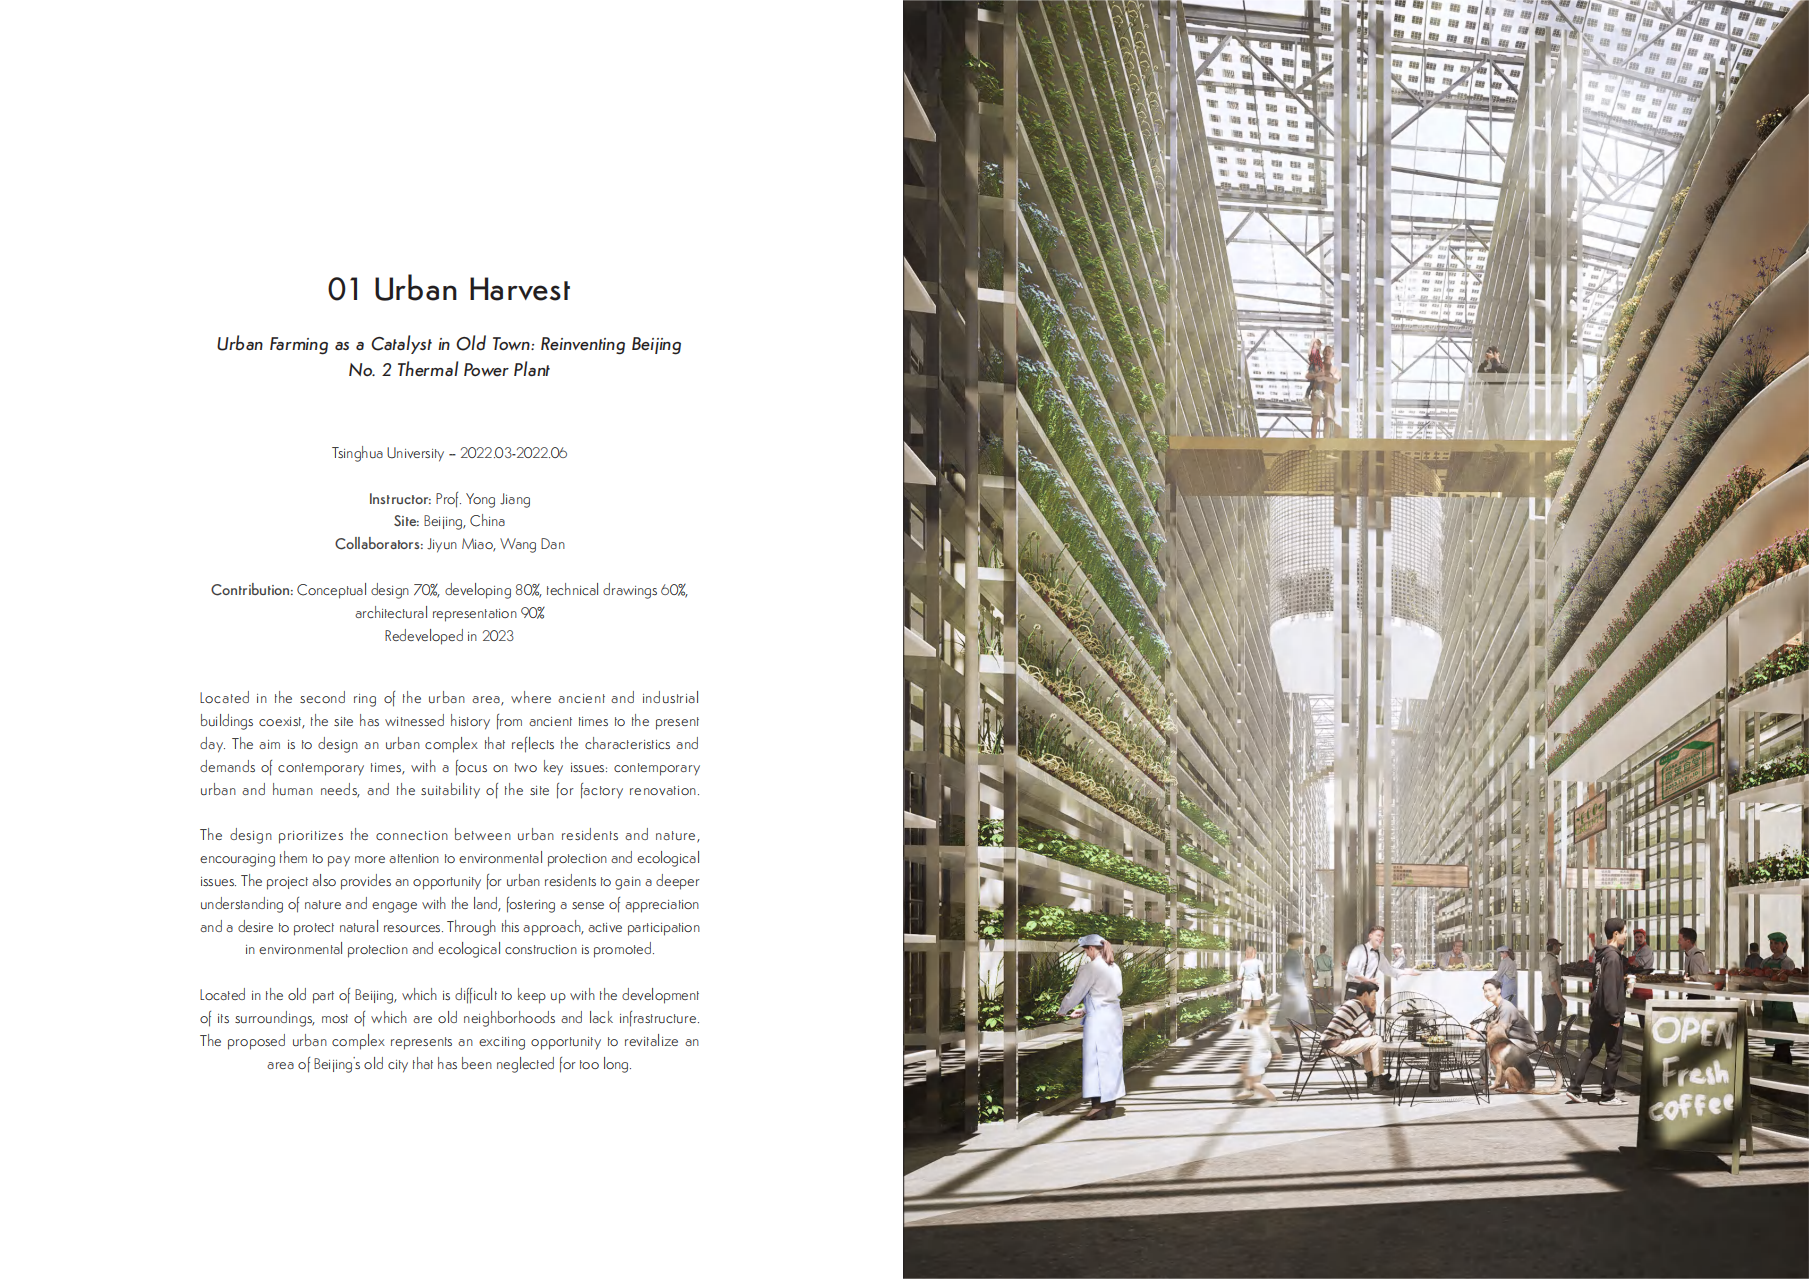 01 Urban Harvest
Urban Farming as a Catalyst in Old Town: Reinventing Beijing
No. 2 Thermal Power Plant
Tsinghua University – 2022.03-2022.06
Instructor: Prof. Yong Jiang
Site: Beijing, China
Collaborators: Jiyun Miao, Wang Dan
Contribution: Conceptual design 70%, developing 80%, technical drawings 60%,
architectural representation 90%
Redeveloped in 2023
Located in the second ring of the urban area, where ancient and industrial
buildings coexist, the site has witnessed history from ancient times to the present
day. The aim is to design an urban complex that reflects the characteristics and
demands of contemporary times, with a focus on two key issues: contemporary
urban and human needs, and the suitability of the site for factory renovation.
The design prioritizes the connection between urban residents and nature,
encouraging them to pay more attention to environmental protection and ecological
issues. The project also provides an opportunity for urban residents to gain a deeper
understanding of nature and engage with the land, fostering a sense of appreciation
and a desire to protect natural resources. Through this approach, active participation
in environmental protection and ecological construction is promoted.
Located in the old part of Beijing, which is difficult to keep up with the development
of its surroundings, most of which are old neighborhoods and lack infrastructure.
The proposed urban complex represents an exciting opportunity to revitalize an
area of Beijing's old city that has been neglected for too long.
OPEN
Fresh
coffee